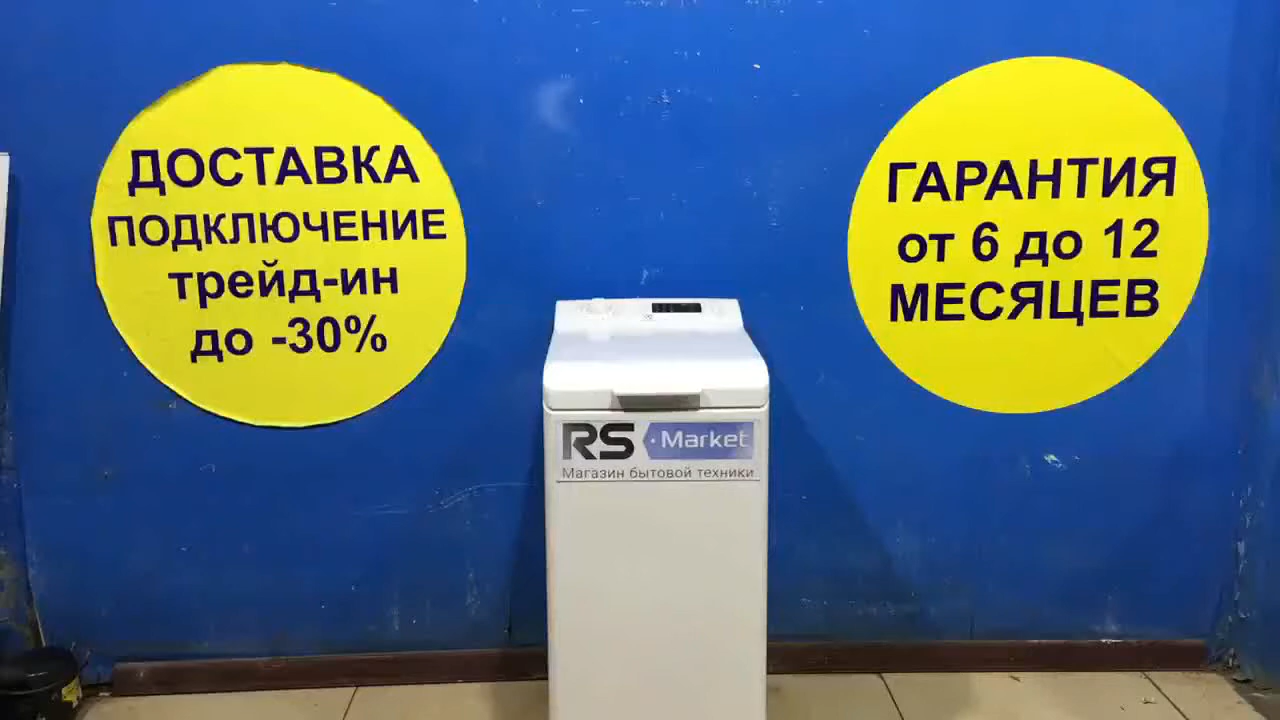 ДОСТАВКА
ПОДКЛЮЧЕНИЕ
трейд-ин
до -30%
ГАРАНТИЯ
от 6 до 12
МЕСЯЦЕВ
RS Market
Магазин бытовой техники